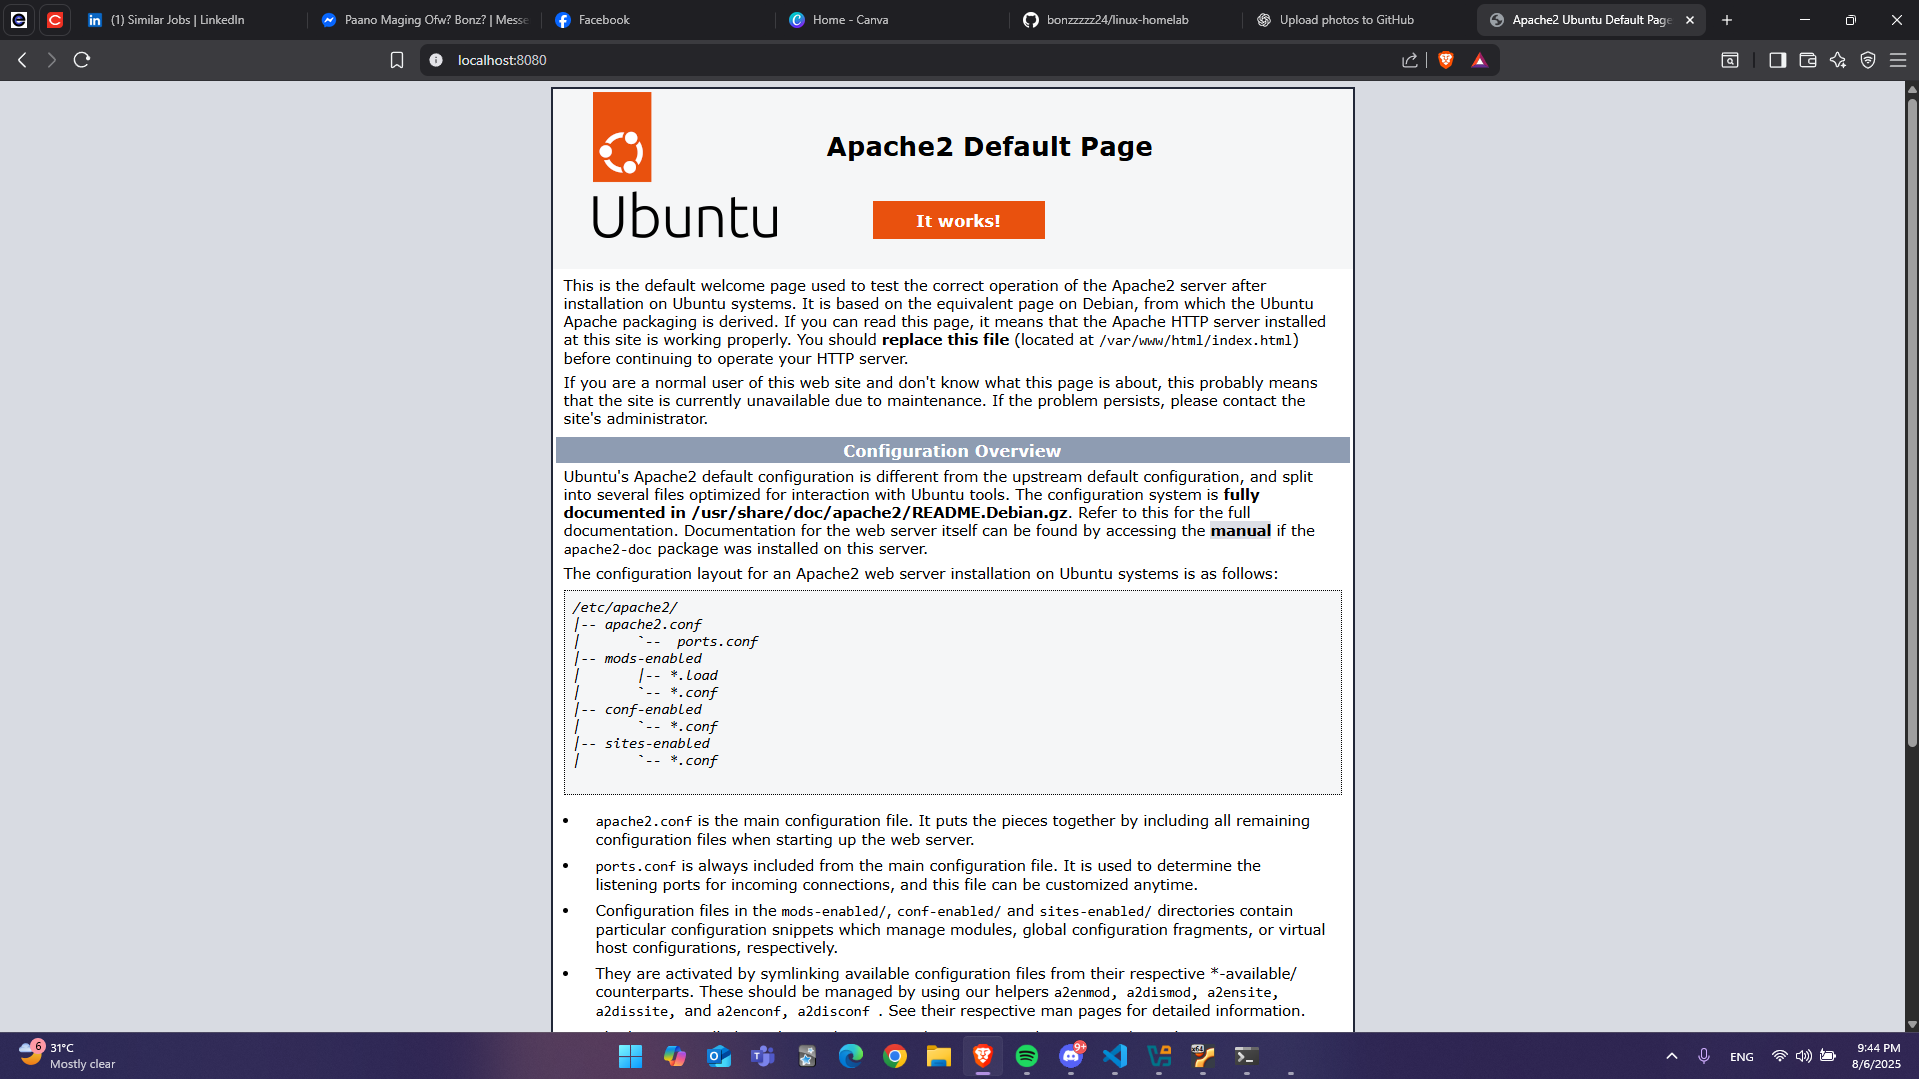 (1) Similar Jobs | LinkedIn
Paano Maging Ofw? Bonz? | Messe
Facebook
Home - Canva
bonzzzzz24/linux-homelab
Upload photos to GitHub
Apache2 Ubuntu Default Page
localhost:8080
Apache2 Default Page
Ubuntu
It works!
This is the default welcome page used to test the correct operation of the Apache2 server after
installation on Ubuntu systems. It is based on the equivalent page on Debian, from which the Ubuntu
Apache packaging is derived. If you can read this page, it means that the Apache HTTP server installed
at this site is working properly. You should replace this file (located at /var/www/html/index.html)
before continuing to operate your HTTP server.
If you are a normal user of this web site and don't know what this page is about, this probably means
that the site is currently unavailable due to maintenance. If the problem persists, please contact the
site's administrator.
Configuration Overview
Ubuntu's Apache2 default configuration is different from the upstream default configuration, and split
into several files optimized for interaction with Ubuntu tools. The configuration system is fully
documented in /usr/share/doc/apache2/README.Debian.gz. Refer to this for the full
documentation. Documentation for the web server itself can be found by accessing the manual if the
apache2-doc package was installed on this server.
The configuration layout for an Apache2 web server installation on Ubuntu systems is as follows:
/etc/apache2/
|-- apache2.conf
|       `--  ports.conf
|-- mods-enabled
|       |-- *.load
|       `-- *.conf
|-- conf-enabled
|       `-- *.conf
|-- sites-enabled
|       `-- *.conf
• apache2.conf is the main configuration file. It puts the pieces together by including all remaining
configuration files when starting up the web server.
• ports.conf is always included from the main configuration file. It is used to determine the
listening ports for incoming connections, and this file can be customized anytime.
• Configuration files in the mods-enabled/, conf-enabled/ and sites-enabled/ directories contain
particular configuration snippets which manage modules, global configuration fragments, or virtual
host configurations, respectively.
• They are activated by symlinking available configuration files from their respective *-available/
counterparts. These should be managed by using our helpers a2enmod, a2dismod, a2ensite,
a2dissite, and a2enconf, a2disconf . See their respective man pages for detailed information.
6
31°C
Mostly clear
9+
ENG
9:44 PM
8/6/2025